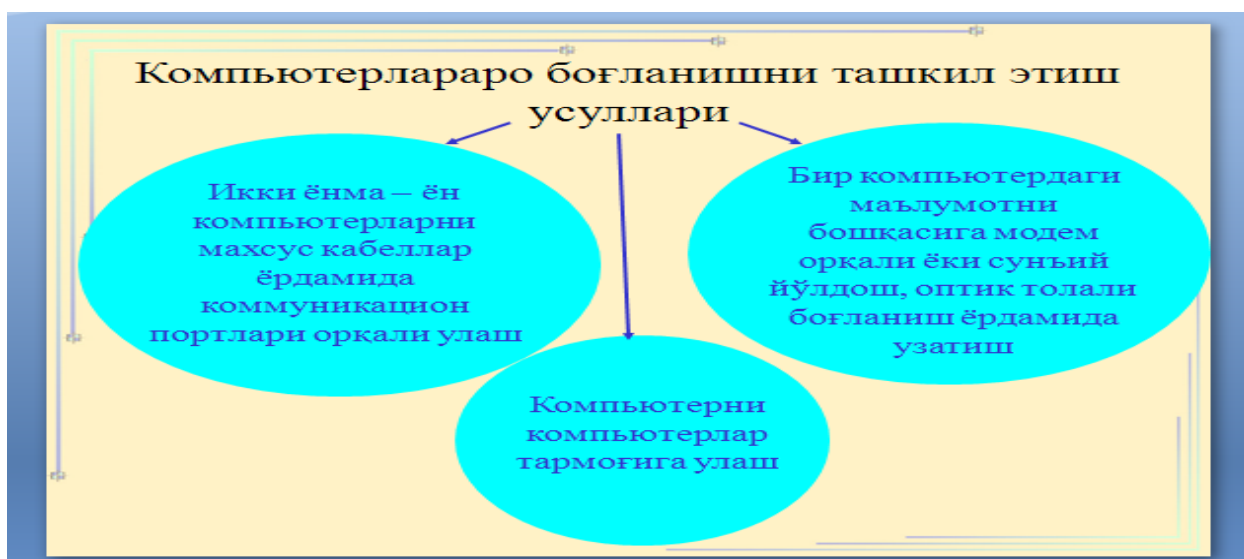 Компьютерлараро боғланишни ташкил этиш
усуллари
Икки ёнма – ён
компьютерларни
махсус кабеллар
ёрдамида
коммуникацион
портлари орқали улаш
Бир компьютердаги
маълумотни
бошқасига модем
орқали ёки сунъий
йўлдош, оптик толали
боғланиш ёрдамида
узатиш
Компьютерни
компьютерлар
тармоғига улаш